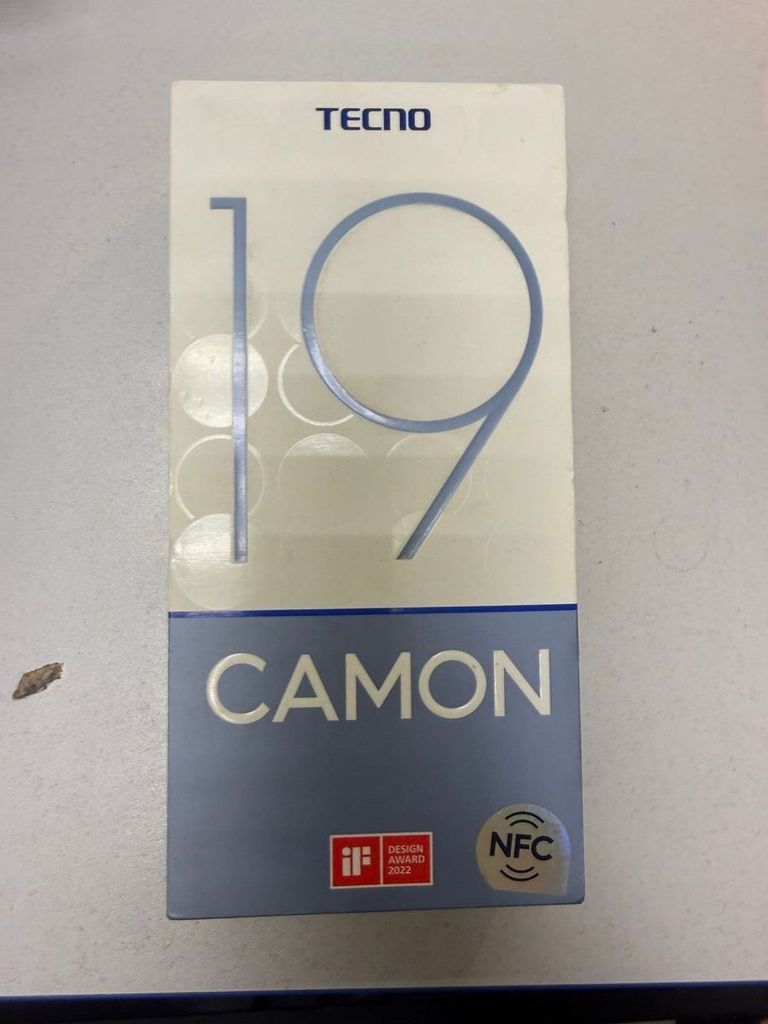 TECNO
19
CAMON
iF
DESIGN
AWARD
2022
NFC